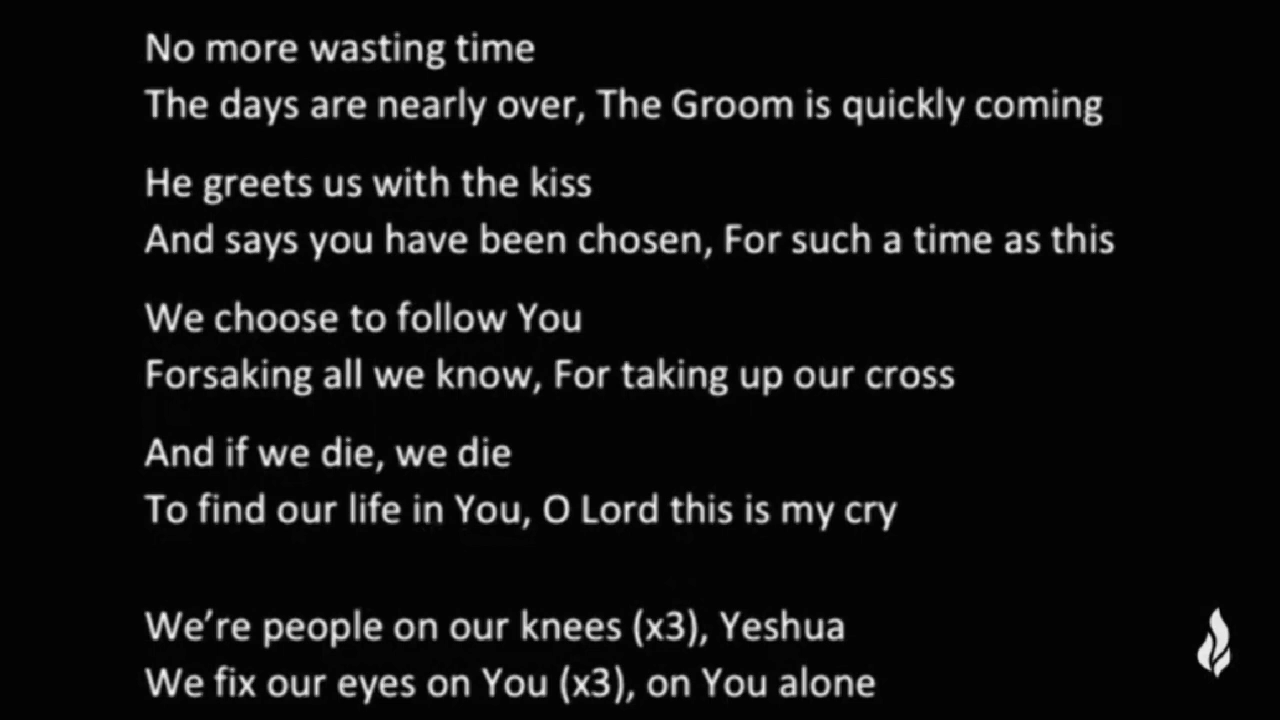 No more wasting time
The days are nearly over, The Groom is quickly coming
He greets us with the kiss
And says you have been chosen, For such a time as this
We choose to follow You
Forsaking all we know, For taking up our cross
And if we die, we die
To find our life in You, O Lord this is my cry
We’re people on our knees (x3), Yeshua
We fix our eyes on You (x3), on You alone